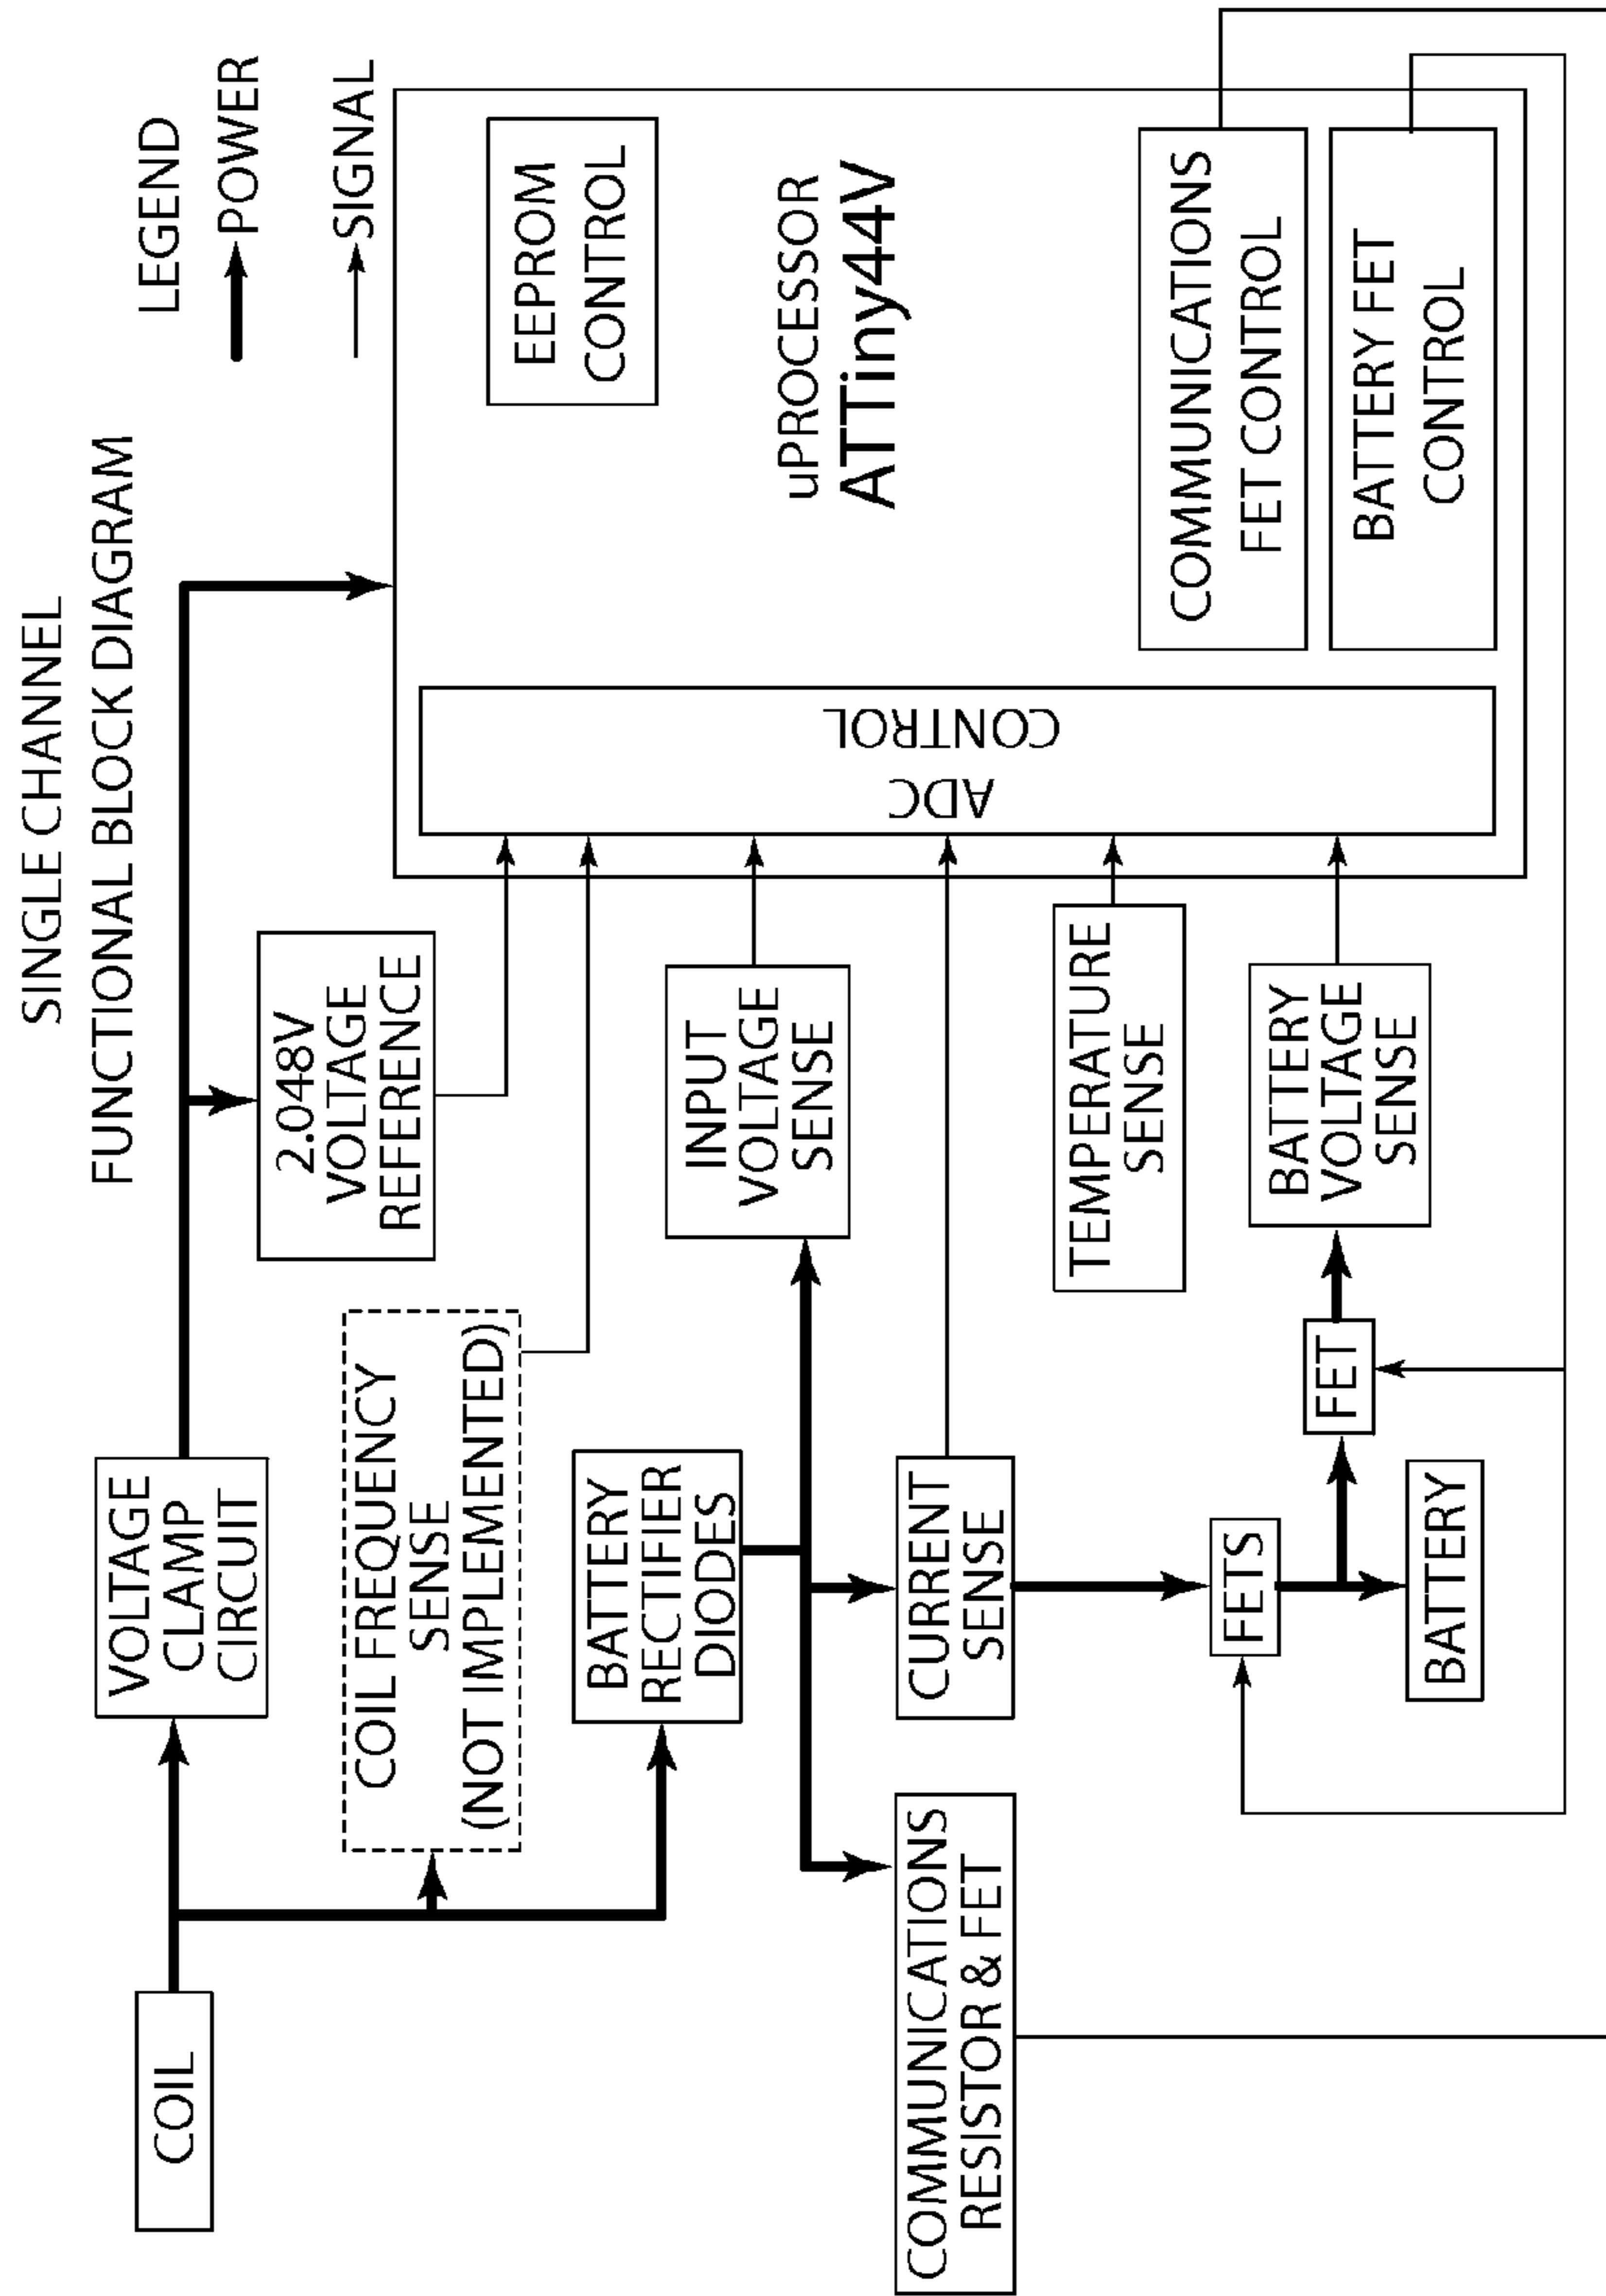 SINGLE CHANNEL
FUNCTIONAL BLOCK DIAGRAM
LEGEND
POWER
SIGNAL
COIL
VOLTAGE
CLAMP
CIRCUIT
2.048V
VOLTAGE
REFERENCE
COIL FREQUENCY
SENSE
(NOT IMPLEMENTED)
BATTERY
RECTIFIER
DIODES
INPUT
VOLTAGE
SENSE
COMMUNICATIONS
RESISTOR & FET
CURRENT
SENSE
TEMPERATURE
SENSE
FETS
FET
BATTERY
BATTERY
VOLTAGE
SENSE
ADC
CONTROL
EEPROM
CONTROL
uPROCESSOR
ATTiny44V
COMMUNICATIONS
FET CONTROL
BATTERY FET
CONTROL